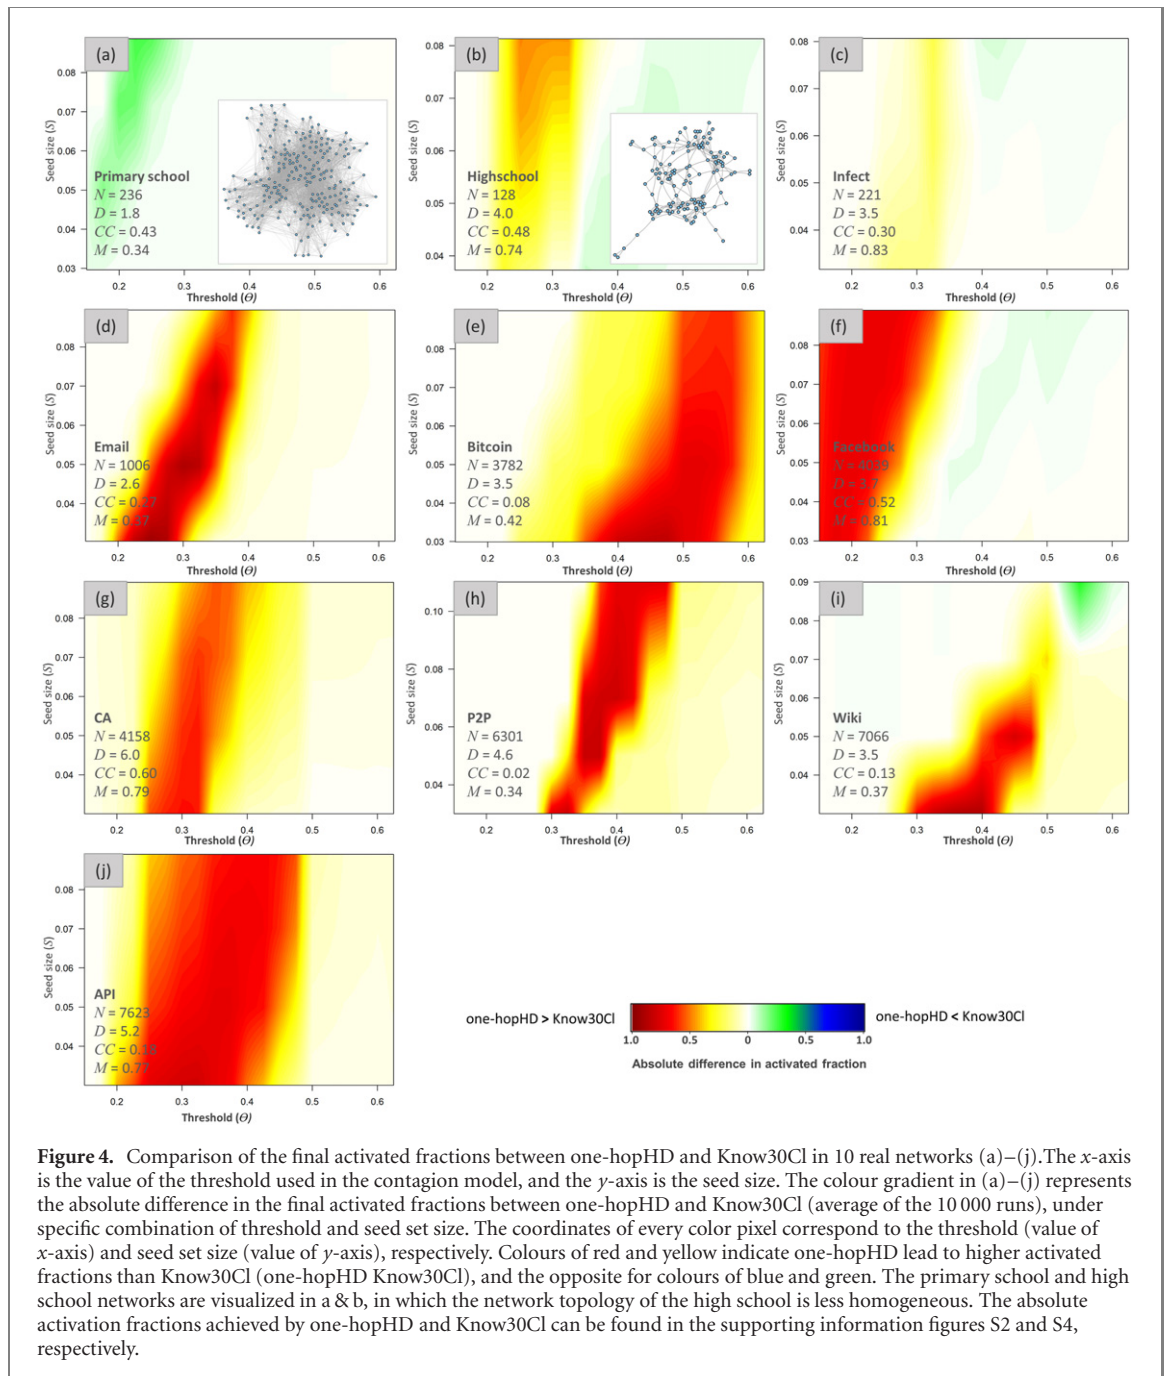 (a)
Seed size (S)
0.08
0.07
0.06
0.05
0.04
0.03
Primary school
N = 236
D = 1.8
CC = 0.43
M = 0.34
0.2 0.3 0.4 0.5 0.6
Threshold (Θ)
(b)
Seed size (S)
0.08
0.07
0.06
0.05
0.04
Highschool
N = 128
D = 4.0
CC = 0.48
M = 0.74
0.2 0.3 0.4 0.5 0.6
Threshold (Θ)
(c)
Seed size (S)
0.08
0.07
0.06
0.05
0.04
Infect
N = 221
D = 3.5
CC = 0.30
M = 0.83
0.2 0.3 0.4 0.5 0.6
Threshold (Θ)
(d)
Seed size (S)
0.08
0.07
0.06
0.05
0.04
Email
N = 1006
D = 2.6
CC = 0.27
M = 0.37
0.2 0.3 0.4 0.5 0.6
Threshold (Θ)
(e)
Seed size (S)
0.08
0.07
0.06
0.05
0.04
0.03
Bitcoin
N = 3782
D = 3.5
CC = 0.08
M = 0.42
0.2 0.3 0.4 0.5 0.6
Threshold (Θ)
(f)
Seed size (S)
0.08
0.07
0.06
0.05
0.04
0.03
Facebook
N = 4039
D = 3.7
CC = 0.52
M = 0.81
0.2 0.3 0.4 0.5 0.6
Threshold (Θ)
(g)
Seed size (S)
0.08
0.07
0.06
0.05
0.04
CA
N = 4158
D = 6.0
CC = 0.60
M = 0.79
0.2 0.3 0.4 0.5 0.6
Threshold (Θ)
(h)
Seed size (S)
0.10
0.08
0.06
0.04
P2P
N = 6301
D = 4.6
CC = 0.02
M = 0.34
0.2 0.3 0.4 0.5 0.6
Threshold (Θ)
(i)
Seed size (S)
0.09
0.08
0.07
0.06
0.05
0.04
Wiki
N = 7066
D = 3.5
CC = 0.13
M = 0.37
0.2 0.3 0.4 0.5 0.6
Threshold (Θ)
(j)
Seed size (S)
0.08
0.07
0.06
0.05
0.04
API
N = 7623
D = 5.2
CC =
M =
0.2 0.3 0.4 0.5 0.6
Threshold (Θ)
one-hopHD > Know30Cl
one-hopHD < Know30Cl
1.0 0.5 0 0.5 1.0
Absolute difference in activated fraction
Figure 4. Comparison of the final activated fractions between one-hopHD and Know30Cl in 10 real networks (a)–(j).The x-axis
is the value of the threshold used in the contagion model, and the y-axis is the seed size. The colour gradient in (a)–(j) represents
the absolute difference in the final activated fractions between one-hopHD and Know30Cl (average of the 10 000 runs), under
specific combination of threshold and seed set size. The coordinates of every color pixel correspond to the threshold (value of
x-axis) and seed set size (value of y-axis), respectively. Colours of red and yellow indicate one-hopHD lead to higher activated
fractions than Know30Cl (one-hopHD Know30Cl), and the opposite for colours of blue and green. The primary school and high
school networks are visualized in a & b, in which the network topology of the high school is less homogeneous. The absolute
activation fractions achieved by one-hopHD and Know30Cl can be found in the supporting information figures S2 and S4,
respectively.